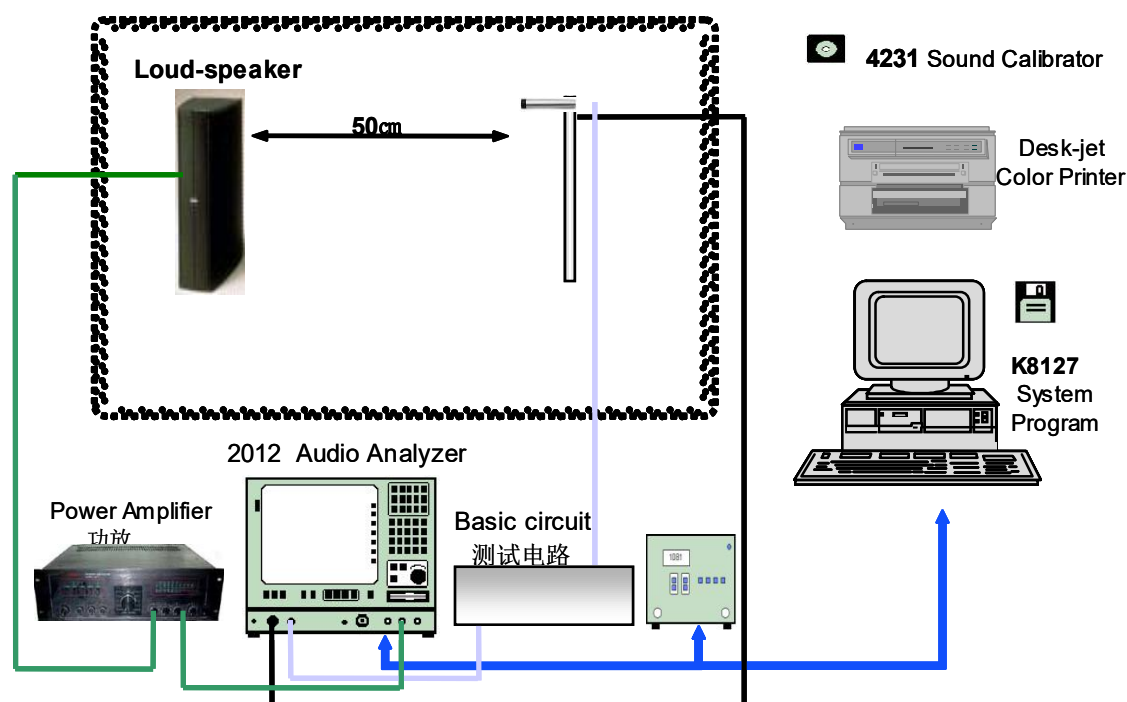 Loud-speaker
50㎝
4231 Sound Calibrator
Desk-jet
Color Printer
K8127
System
Program
2012 Audio Analyzer
Power Amplifier
功放
Basic circuit
测试电路
1081